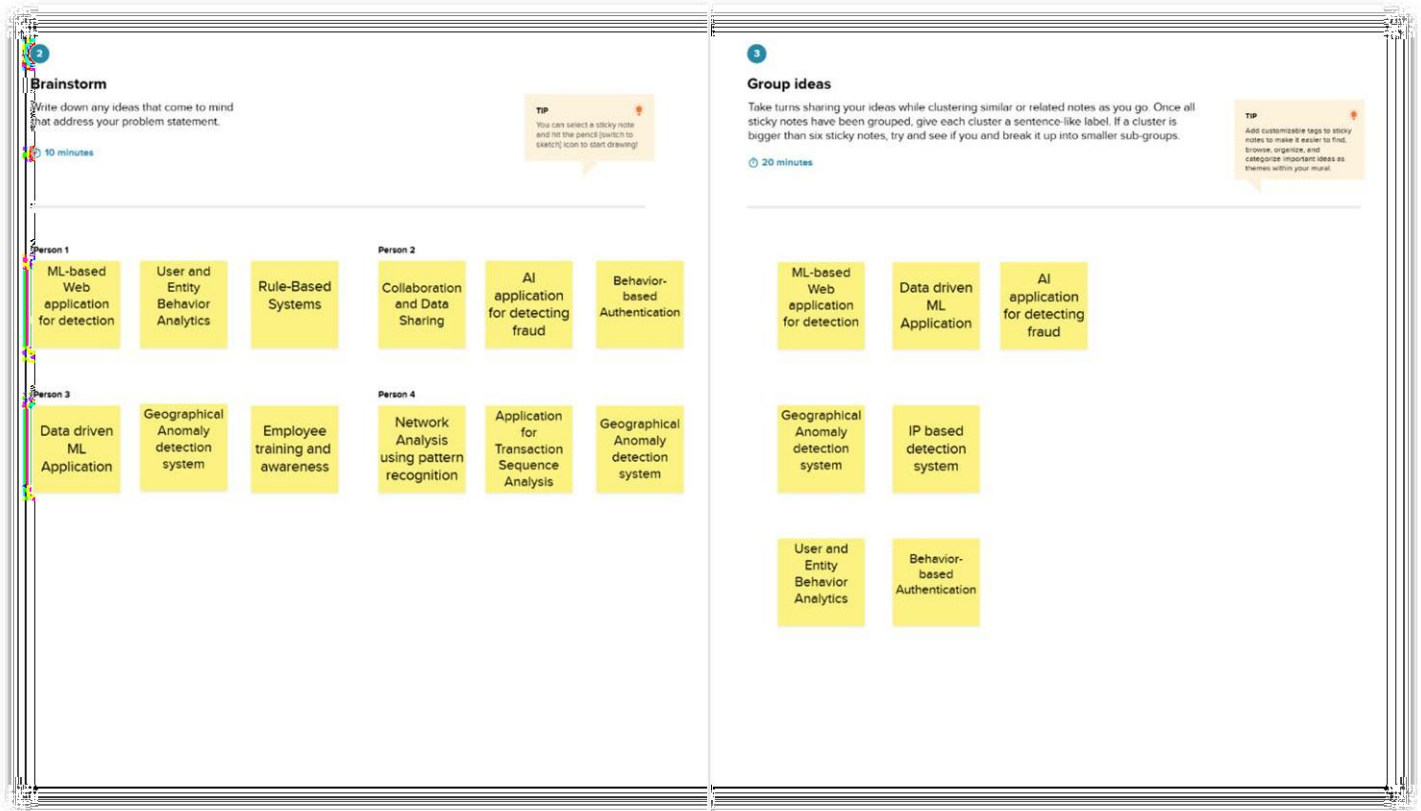 2
Brainstorm
Write down any ideas that come to mind
that address your problem statement.
10 minutes
TIP
You can select a sticky note
and hit the pencil [switch to
sketch] icon to start drawing!
Person 1
ML-based
Web
application
for detection
User and
Entity
Behavior
Analytics
Rule-Based
Systems
Person 2
Collaboration
and Data
Sharing
AI
application
for detecting
fraud
Behavior-
based
Authentication
Person 3
Data driven
ML
Application
Geographical
Anomaly
detection
system
Employee
training and
awareness
Person 4
Network
Analysis
using pattern
recognition
Application
for
Transaction
Sequence
Analysis
Geographical
Anomaly
detection
system
3
Group ideas
Take turns sharing your ideas while clustering similar or related notes as you go. Once all
sticky notes have been grouped, give each cluster a sentence-like label. If a cluster is
bigger than six sticky notes, try and see if you and break it up into smaller sub-groups.
20 minutes
TIP
Add customizable tags to sticky
notes to make it easier to find,
browse, organize, and
categorize important ideas as
themes within your mural.
ML-based
Web
application
for detection
Data driven
ML
Application
AI
application
for detecting
fraud
Geographical
Anomaly
detection
system
IP based
detection
system
User and
Entity
Behavior
Analytics
Behavior-
based
Authentication